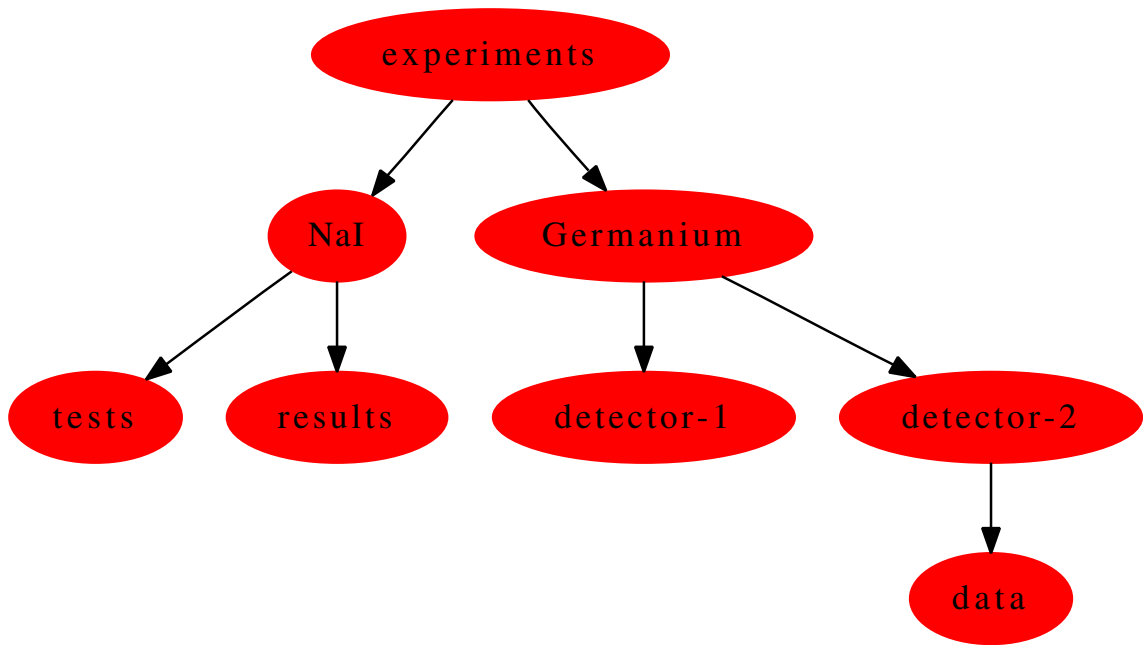 experiments
NaI
Germanium
tests
results
detector-1
detector-2
data